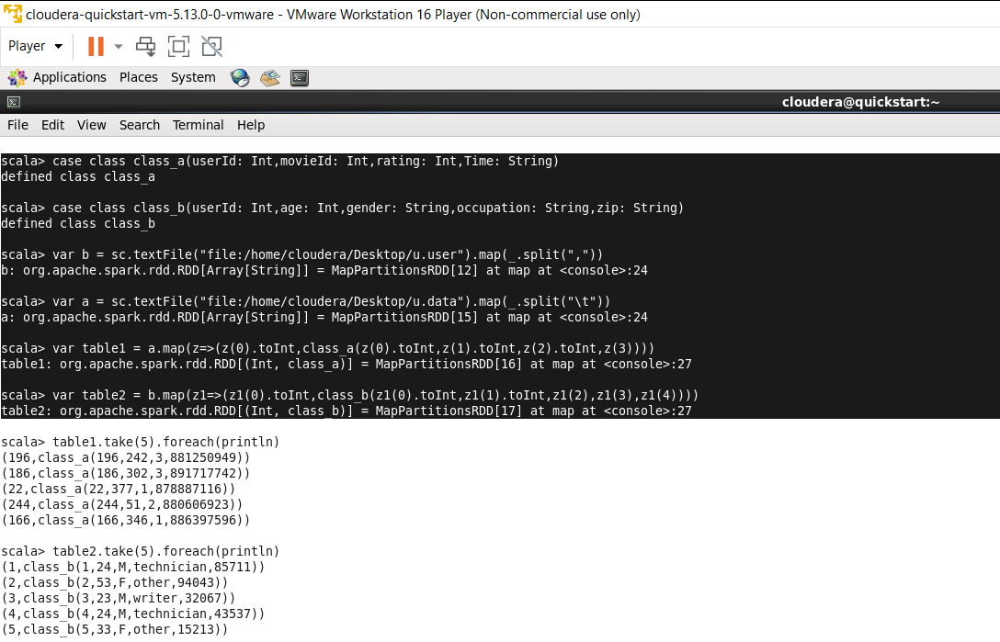 cloudera-quickstart-vm-5.13.0-0-vmware - VMware Workstation 16 Player (Non-commercial use only)
Player
Applications Places System
cloudera@quickstart:~
File Edit View Search Terminal Help
scala> case class class_a(userId: Int,movieId: Int,rating: Int,Time: String)
defined class class_a
scala> case class class_b(userId: Int,age: Int,gender: String,occupation: String,zip: String)
defined class class_b
scala> var b = sc.textFile("file:/home/cloudera/Desktop/u.user").map(_.split(","))
b: org.apache.spark.rdd.RDD[Array[String]] = MapPartitionsRDD[12] at map at <console>:24
scala> var a = sc.textFile("file:/home/cloudera/Desktop/u.data").map(_.split("\t"))
a: org.apache.spark.rdd.RDD[Array[String]] = MapPartitionsRDD[15] at map at <console>:24
scala> var table1 = a.map(z=>(z(0).toInt,class_a(z(0).toInt,z(1).toInt,z(2).toInt,z(3))))
table1: org.apache.spark.rdd.RDD[(Int, class_a)] = MapPartitionsRDD[16] at map at <console>:27
scala> var table2 = b.map(z1=>(z1(0).toInt,class_b(z1(0).toInt,z1(1).toInt,z1(2),z1(3),z1(4))))
table2: org.apache.spark.rdd.RDD[(Int, class_b)] = MapPartitionsRDD[17] at map at <console>:27
scala> table1.take(5).foreach(println)
(196,class_a(196,242,3,881250949))
(186,class_a(186,302,3,891717742))
(22,class_a(22,377,1,878887116))
(244,class_a(244,51,2,880606923))
(166,class_a(166,346,1,886397596))
scala> table2.take(5).foreach(println)
(1,class_b(1,24,M,technician,85711))
(2,class_b(2,53,F,other,94043))
(3,class_b(3,23,M,writer,32067))
(4,class_b(4,24,M,technician,43537))
(5,class_b(5,33,F,other,15213))